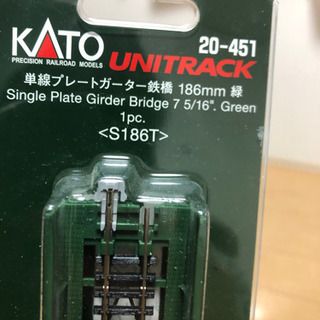 KATO
PRECISION RAILROAD MODELS
UNITRACK
20-451
単線プレートガーター鉄橋 186mm 緑
Single Plate Girder Bridge 7 5/16". Green
1pc.
<S186T>